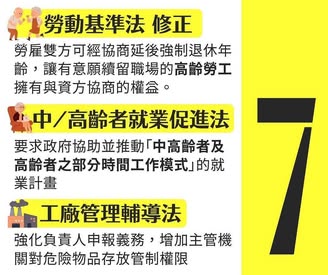 勞動基準法 修正
勞雇雙方可經協商延後強制退休年
齡，讓有意願續留職場的高齡勞工
擁有與資方協商的權益。
中/高齡者就業促進法
要求政府協助並推動「中高齡者及
高齡者之部分時間工作模式」的就
業計畫
工廠管理輔導法
強化負責人申報義務，增加主管機
關對危險物品存放管制權限
7